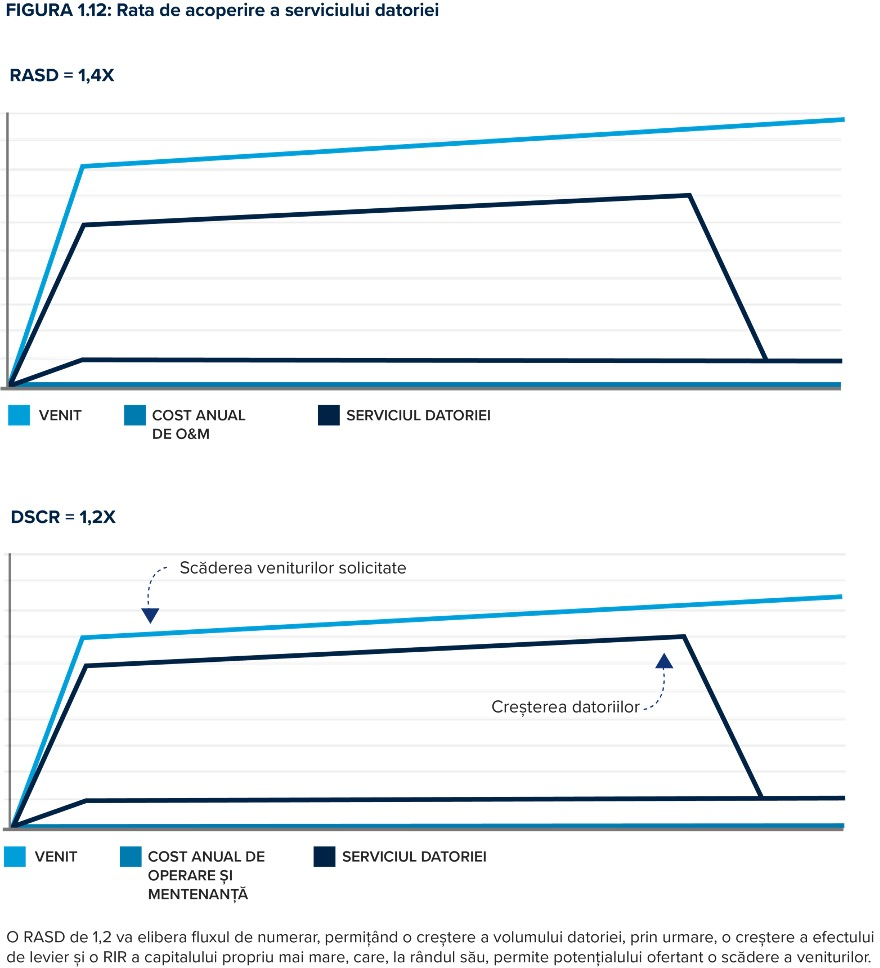 FIGURA 1.12: Rata de acoperire a serviciului datoriei
RASD = 1,4X
VENIT
COST ANUAL
DE O&M
SERVICIUL DATORIEI
DSCR = 1,2X
Scăderea veniturilor solicitate
Creșterea datoriilor
VENIT
COST ANUAL DE
OPERARE ȘI
MENTENANȚĂ
SERVICIUL DATORIEI
O RASD de 1,2 va elibera fluxul de numerar, permițând o creștere a volumului datoriei, prin urmare, o creștere a efectului
de levier și o RIR a capitalului propriu mai mare, care, la rândul său, permite potențialului ofertant o scădere a veniturilor.